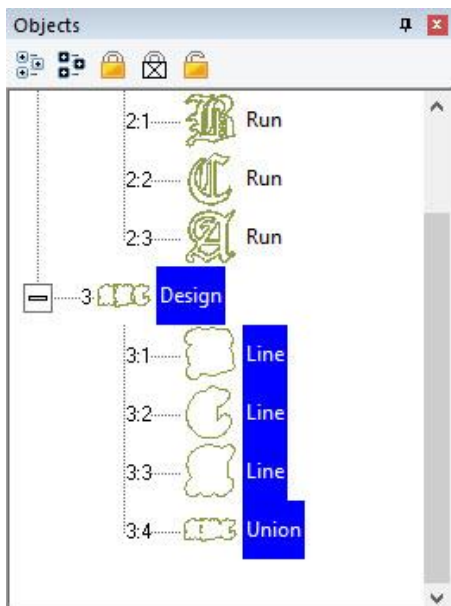 Objects
2:1 Run
2:2 Run
2:3 Run
3 Design
3:1 Line
3:2 Line
3:3 Line
3:4 Union